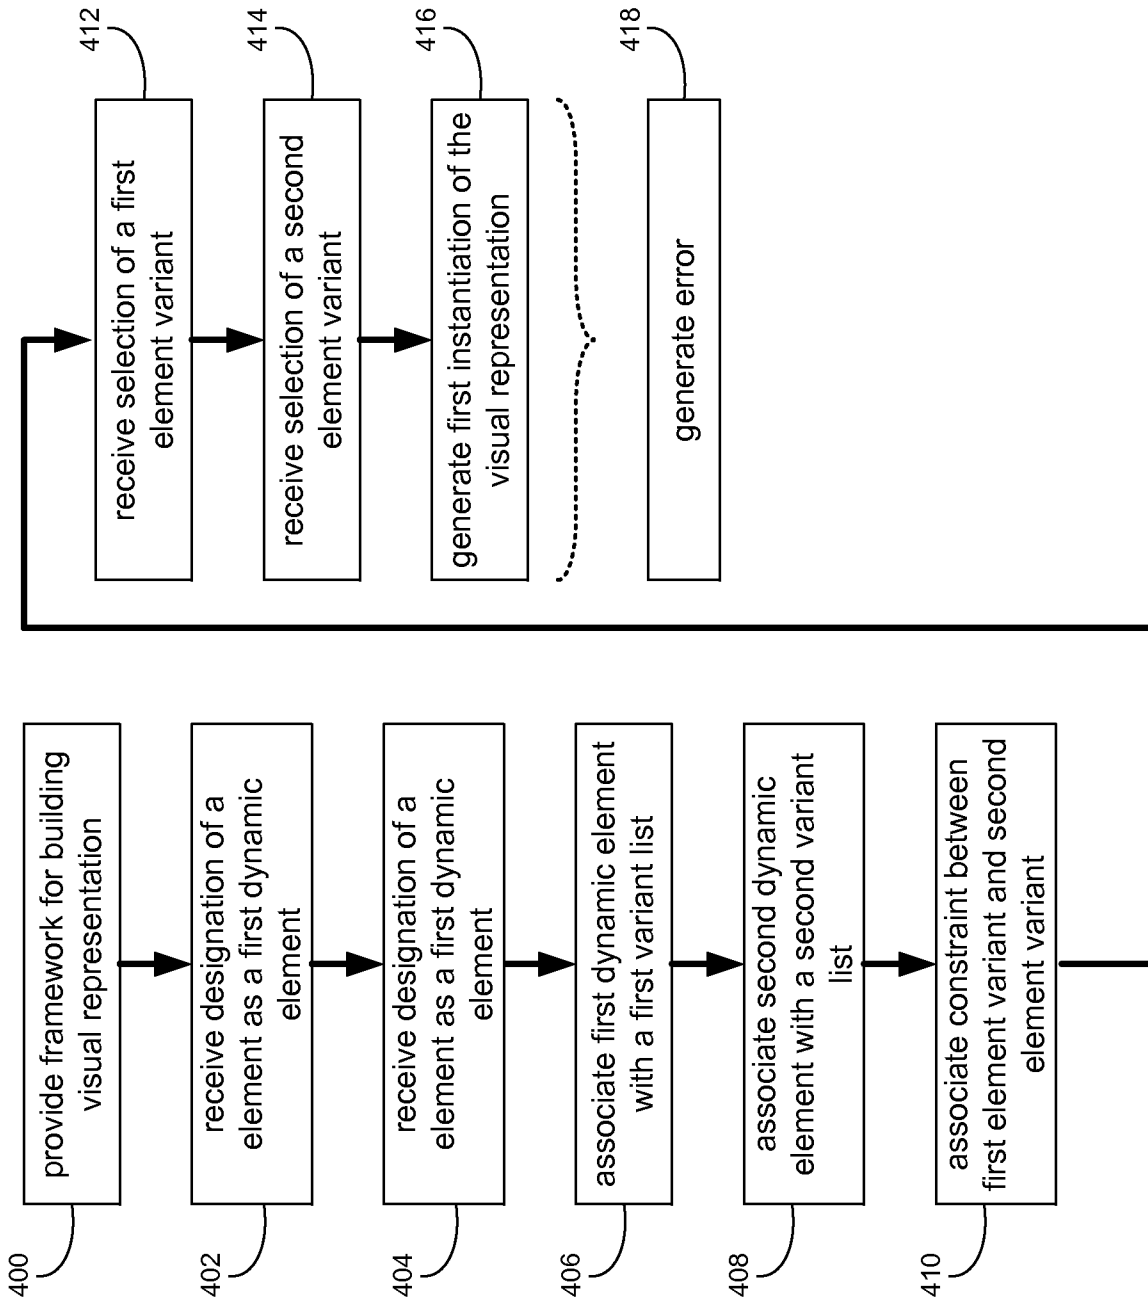 400
provide framework for building
visual representation
402
receive designation of a
element as a first dynamic
element
404
receive designation of a
element as a first dynamic
element
406
associate first dynamic element
with a first variant list
408
associate second dynamic
element with a second variant
list
410
associate constraint between
first element variant and second
element variant
412
receive selection of a first
element variant
414
receive selection of a second
element variant
416
generate first instantiation of the
visual representation
418
generate error